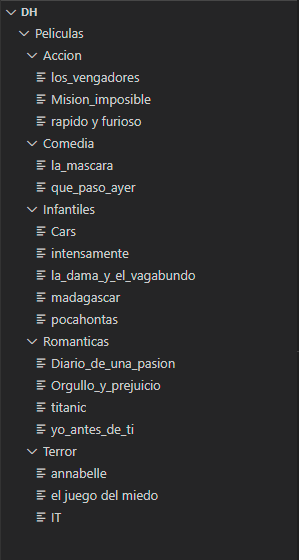 DH
Peliculas
Accion
los_vengadores
Mision_imposible
rapido y furioso
Comedia
la_mascara
que_paso_ayer
Infantiles
Cars
intensamente
la_dama_y_el_vagabundo
madagascar
pocahontas
Romanticas
Diario_de_una_pasion
Orgullo_y_prejuicio
titanic
yo_antes_de_ti
Terror
annabelle
el juego del miedo
IT